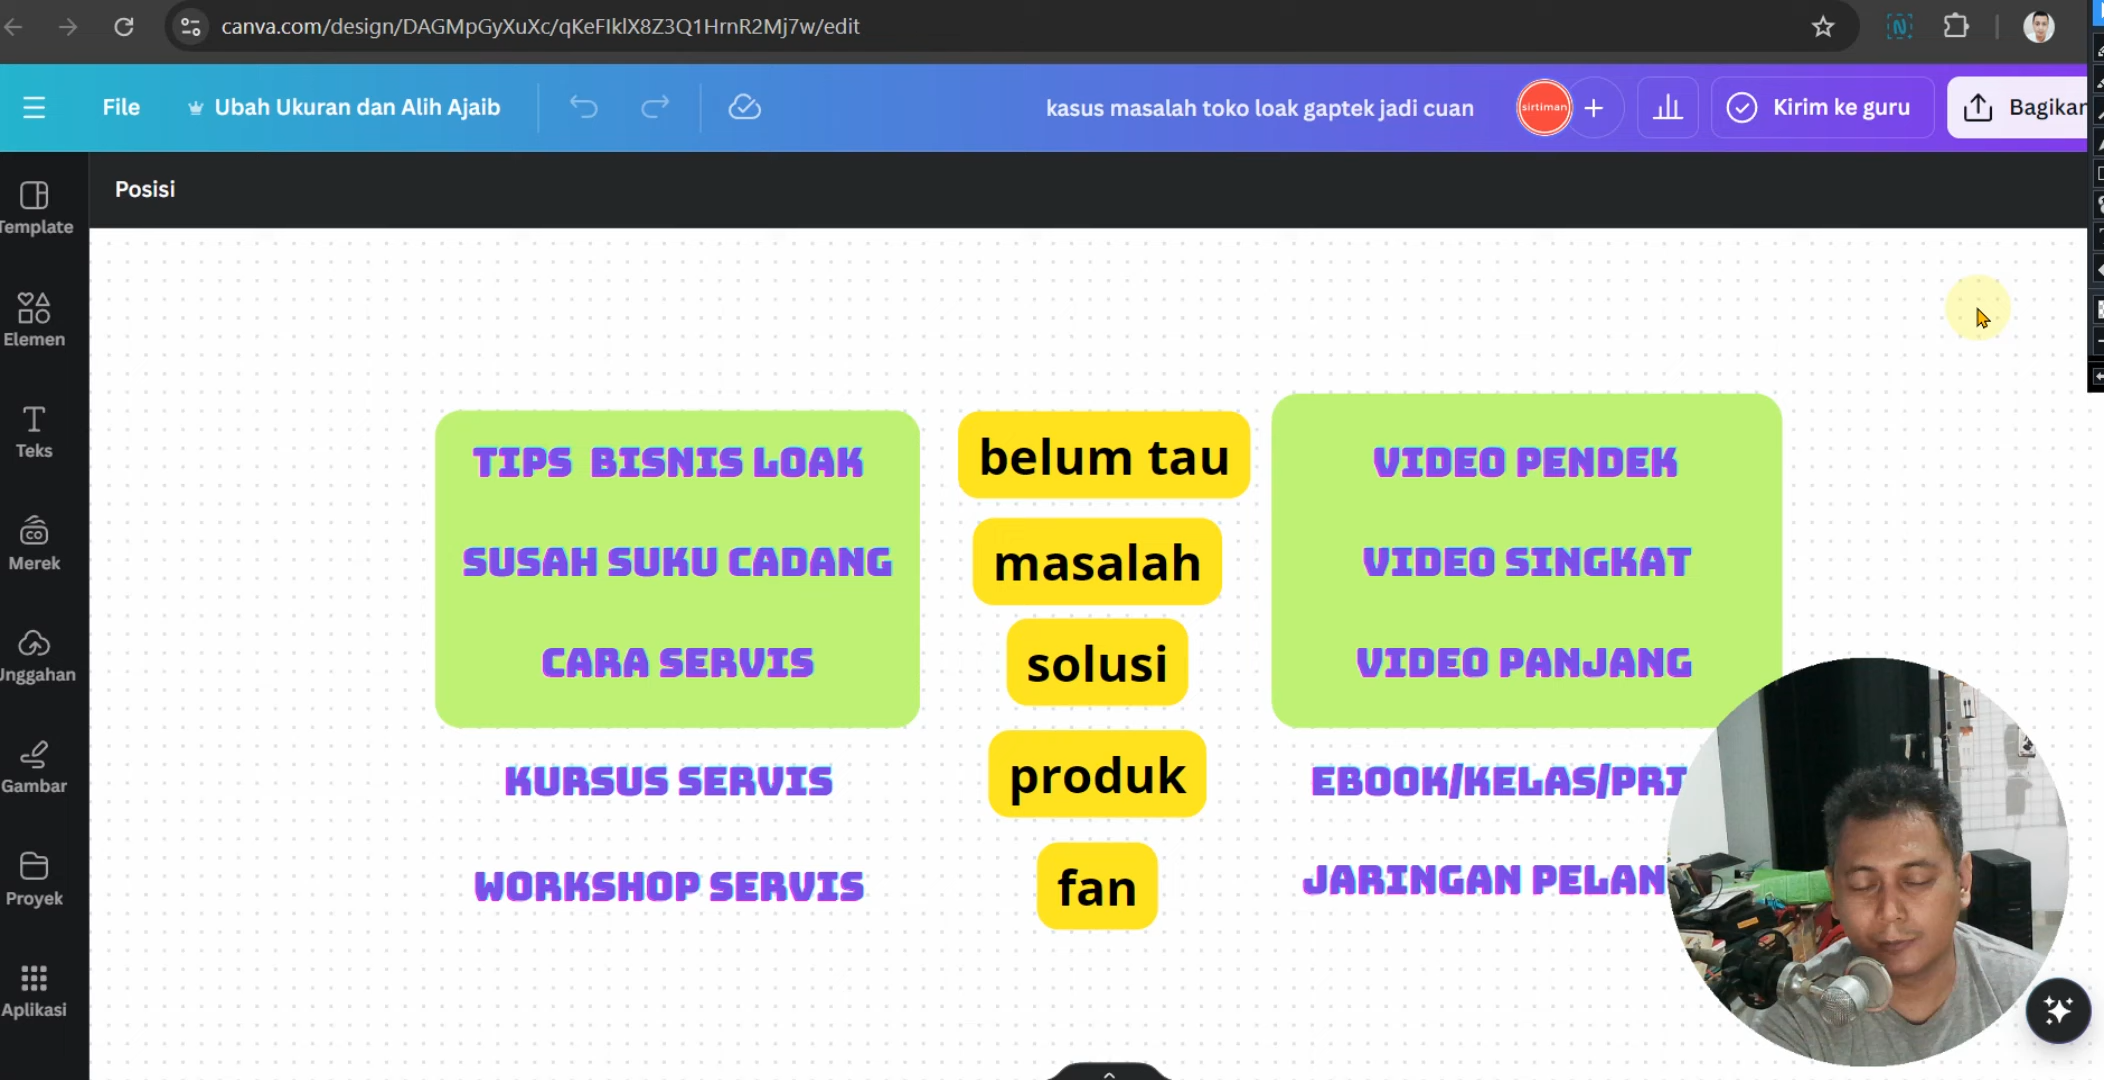 canva.com/design/DAGMpGyXuXc/qKeFIklX8Z3Q1HrnR2Mj7w/edit
File
Ubah Ukuran dan Alih Ajaib
kasus masalah toko loak gaptek jadi cuan
sirtiman
Kirim ke guru
Bagikan
Posisi
Template
Elemen
Teks
Merek
Unggahan
Gambar
Proyek
Aplikasi
TIPS BISNIS LOAK
belum tau
VIDEO PENDEK
SUSAH SUKU CADANG
masalah
VIDEO SINGKAT
CARA SERVIS
solusi
VIDEO PANJANG
KURSUS SERVIS
produk
EBOOK/KELAS/PRI
WORKSHOP SERVIS
fan
JARINGAN PELAN